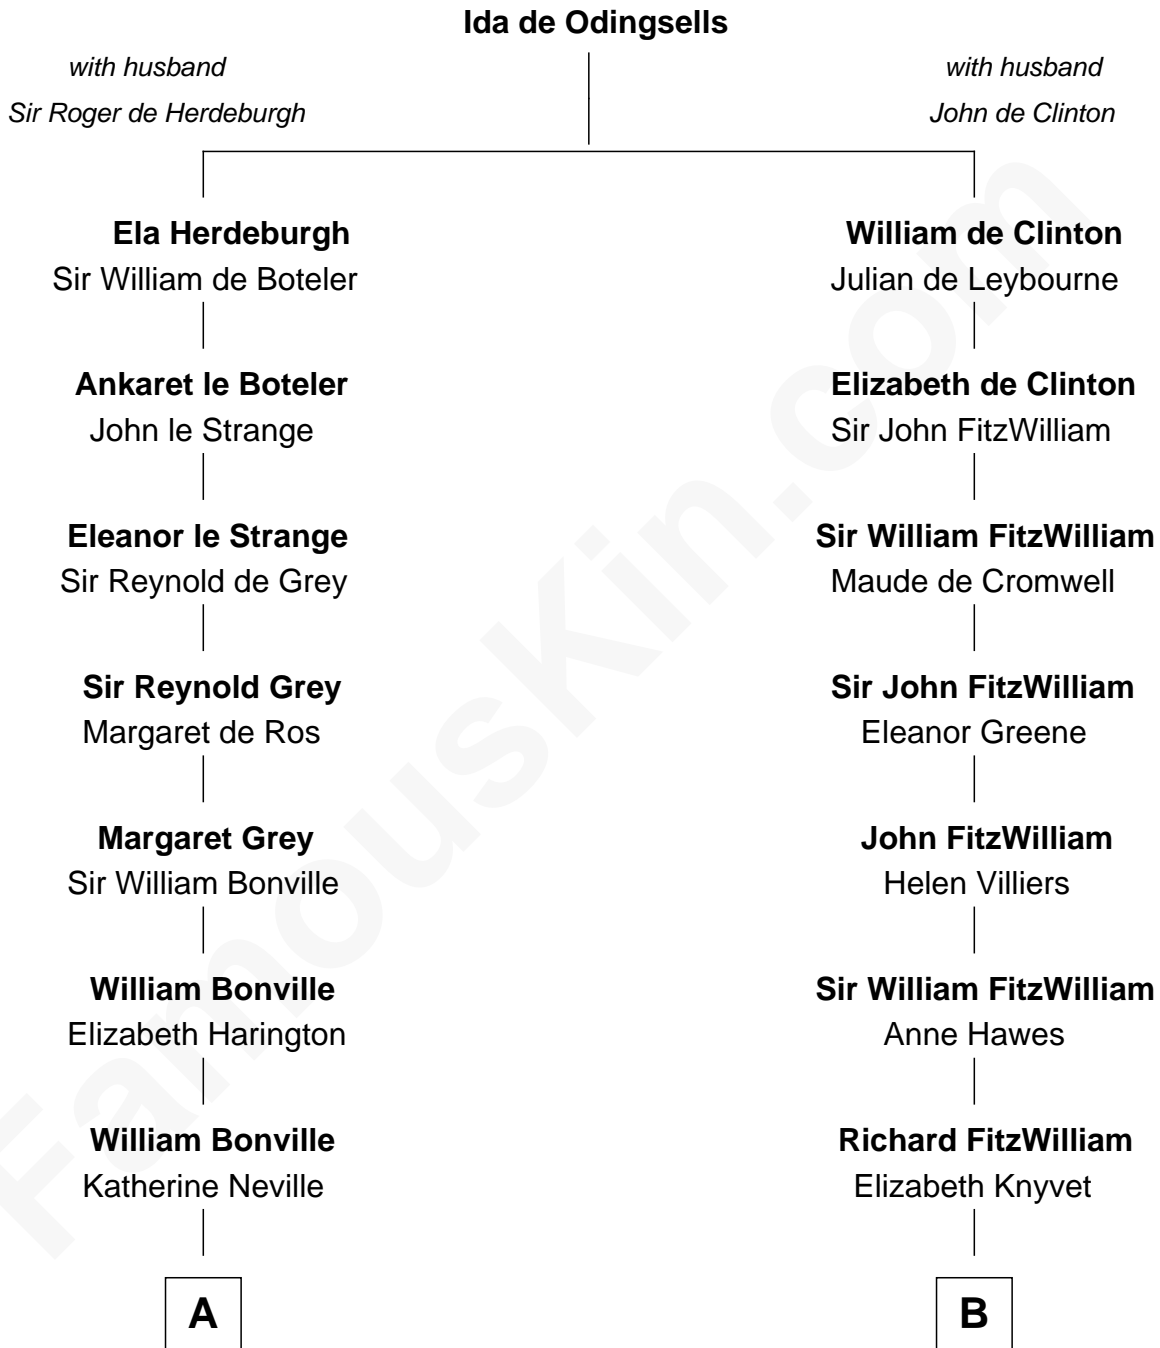 Ida de Odingsells
with husband
Sir Roger de Herdeburgh
with husband
John de Clinton
Ela Herdeburgh
Sir William de Boteler
Ankaret le Boteler
John le Strange
Eleanor le Strange
Sir Reynold de Grey
Sir Reynold Grey
Margaret de Ros
Margaret Grey
Sir William Bonville
William Bonville
Elizabeth Harington
William Bonville
Katherine Neville
A
William de Clinton
Julian de Leybourne
Elizabeth de Clinton
Sir John FitzWilliam
Sir William FitzWilliam
Maude de Cromwell
Sir John FitzWilliam
Eleanor Greene
John FitzWilliam
Helen Villiers
Sir William FitzWilliam
Anne Hawes
Richard FitzWilliam
Elizabeth Knyvet
B
FamousKin.com